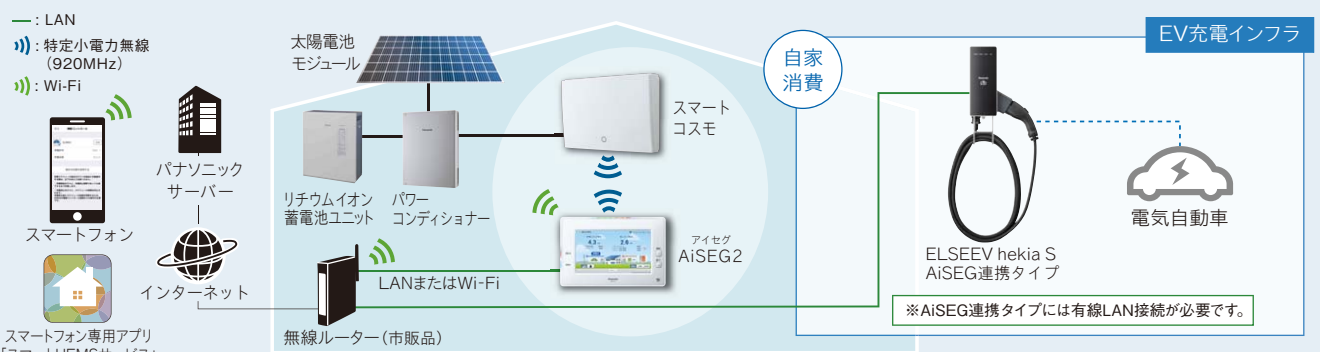 : LAN
: 特定小電力無線
（920MHz）
: Wi-Fi
スマートフォン
スマートフォン専用アプリ
パナソニック
サーバー
インターネット
太陽電池
モジュール
リチウムイオン
蓄電池ユニット
パワー
コンディショナー
スマート
コスモ
アイセグ
AiSEG2
LANまたはWi-Fi
無線ルーター（市販品）
自家
消費
EV充電インフラ
ELSEEV hekia S
AiSEG連携タイプ
電気自動車
※AiSEG連携タイプには有線LAN接続が必要です。